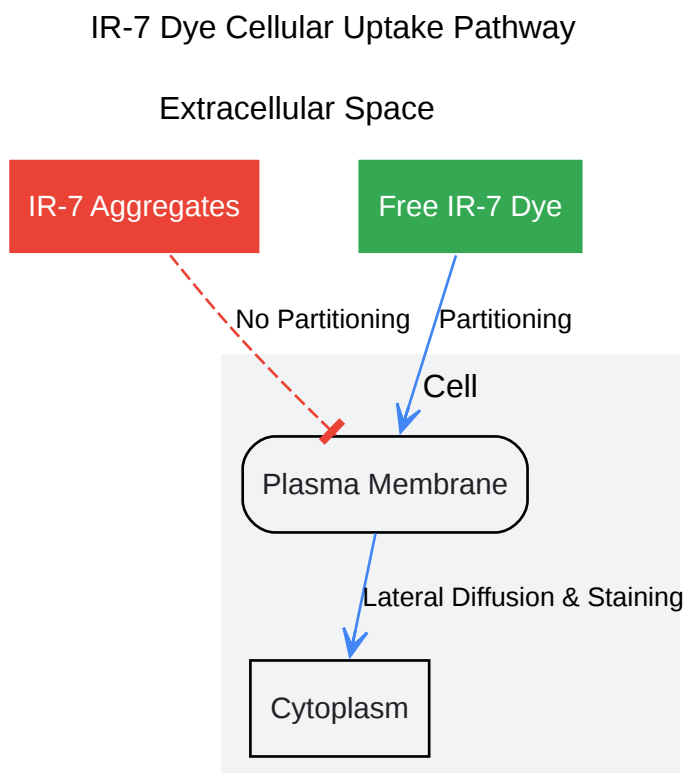 IR-7 Dye Cellular Uptake Pathway
Extracellular Space
IR-7 Aggregates
Free IR-7 Dye
No Partitioning
Partitioning
Cell
Plasma Membrane
Lateral Diffusion & Staining
Cytoplasm